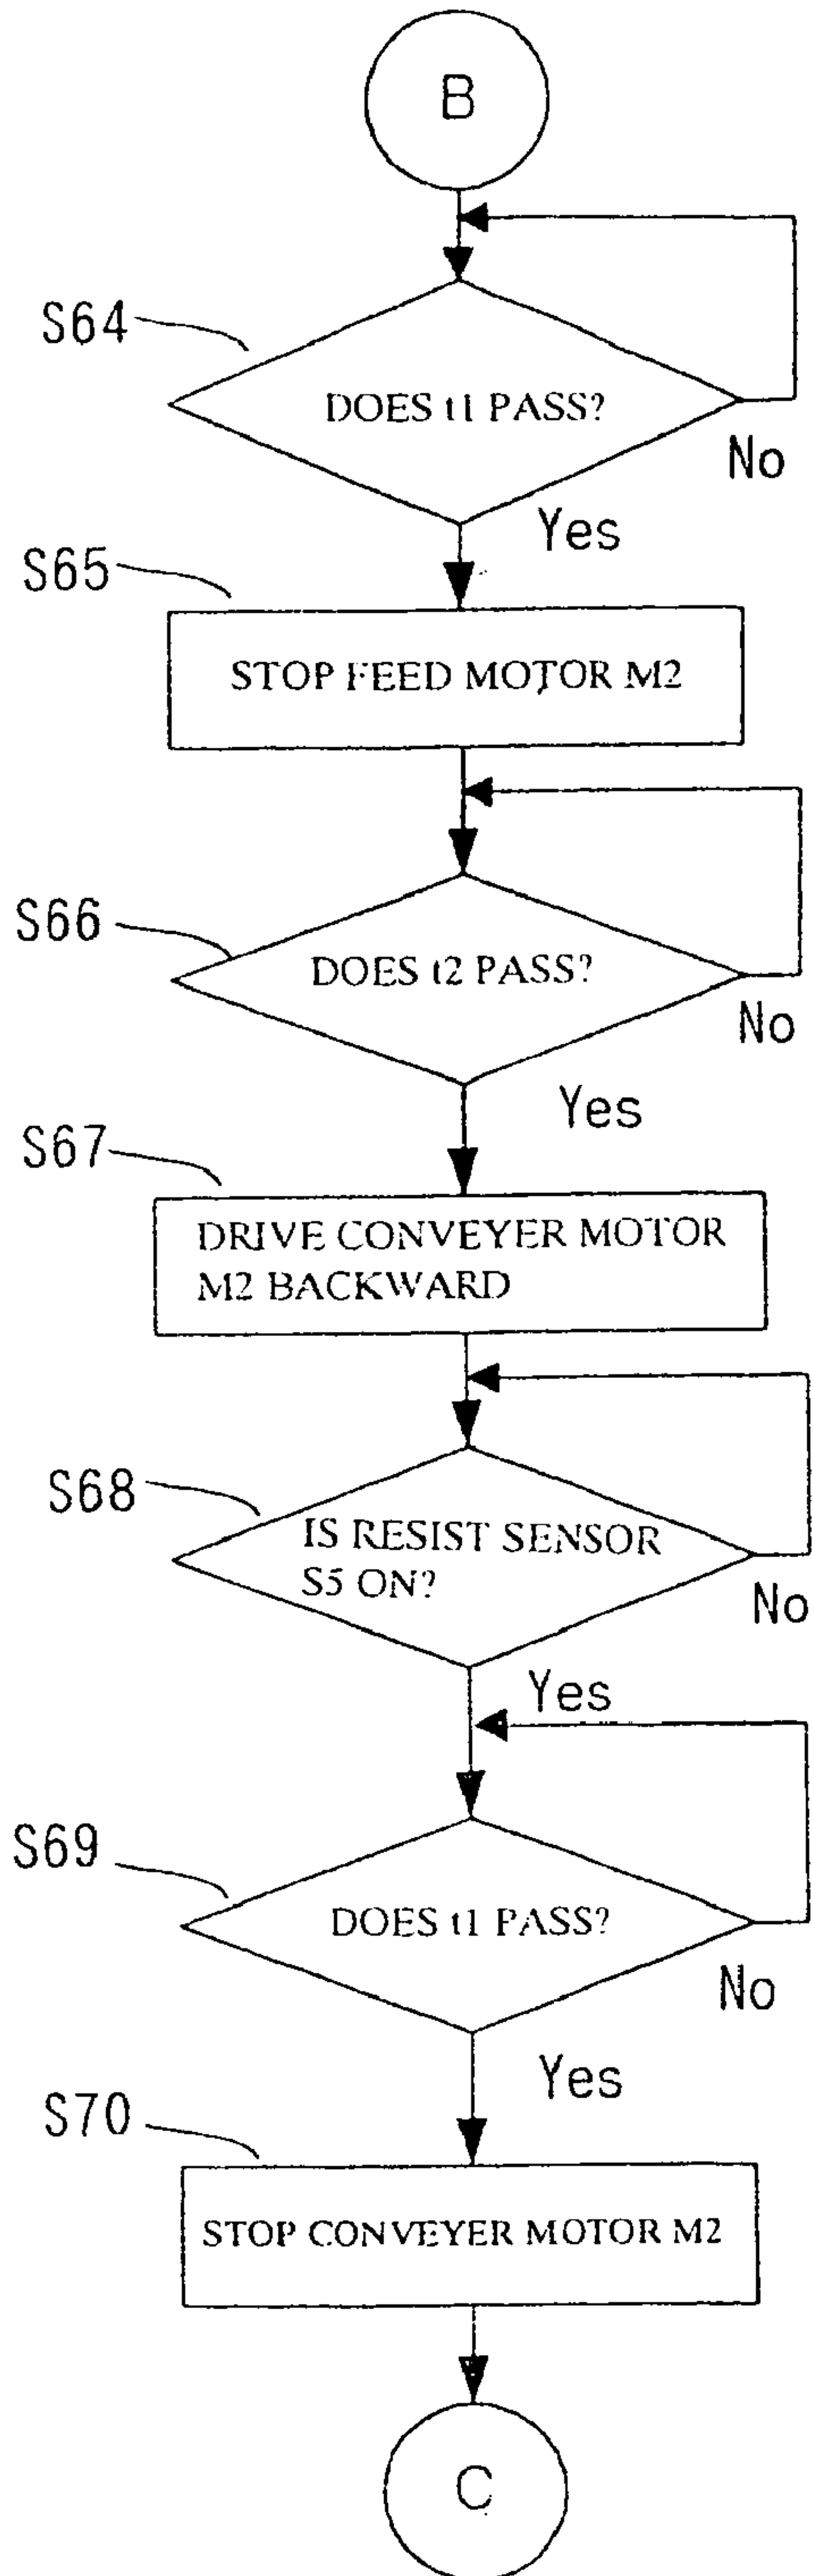 B
S64
DOES t1 PASS?
No
Yes
S65
STOP FEED MOTOR M2
S66
DOES t2 PASS?
No
Yes
S67
DRIVE CONVEYER MOTOR
M2 BACKWARD
S68
IS RESIST SENSOR
S5 ON?
No
Yes
S69
DOES t1 PASS?
No
Yes
S70
STOP CONVEYER MOTOR M2
C